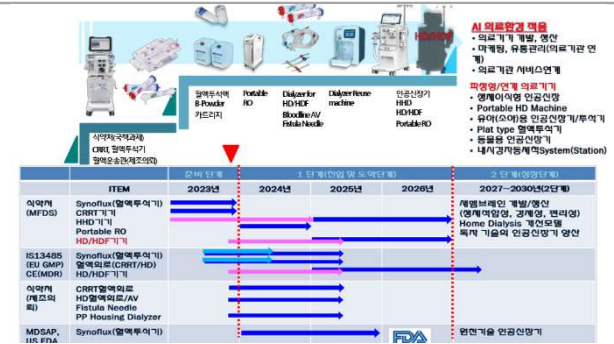 HD/HDF
AI 의료환경 적용
• 의료기기 개발, 생산
• 마케팅, 유통관리(의료기관 연계)
• 의료기관 서비스연계
파생형/연계 의료기기
• 생체이식형 인공신장
• Portable HD Machine
• 유아(소아)용 인공신장기/투석기
• Plat type 혈액투석기
• 동물용 인공신장기
• 내시경자동세척System(Station)
혈액투석액
B-Powder
카트리지
Portable
RO
Dialyzer for
HD/HDF
Bloodline AV
Fistula Needle
Dialyzer Reuse
machine
인공신장기
HHD
HD/HDF
Portable RO
식약처(국책과제)
CRRT, 혈액투석기
혈액운송관(제조의뢰)
준비 단계
1 단계(진입 및 도약단계)
2 단계(성장단계)
ITEM
2023년
2024년
2025년
2026년
2027~2030년(2단계)
식약처
(MFDS)
Synoflux(혈액투석기)
CRRT기기
HHD기기
Portable RO
HD/HDF기기
새멤브레인 개발/생산
(생체적합성, 경제성, 편리성)
Home Dialysis 개선모델
독자 기술의 인공신장기 양산
IS13485
(EU GMP)
CE(MDR)
Synoflux(혈액투석기)
혈액회로(CRRT/HD)
HD/HDF기기
식약처
(제조의뢰)
CRRT혈액회로
HD혈액회로/AV
Fistula Needle
PP Housing Dialyzer
MDSAP,
US FDA
Synoflux(혈액투석기)
FDA
원천기술 인공신장기